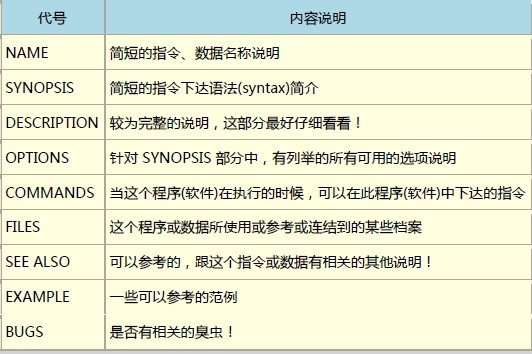 代号 内容说明
NAME 简短的指令、数据名称说明
SYNOPSIS 简短的指令下达语法(syntax)简介
DESCRIPTION 较为完整的说明，这部分最好仔细看看！
OPTIONS 针对 SYNOPSIS 部分中，有列举的所有可用的选项说明
COMMANDS 当这个程序(软件)在执行的时候，可以在此程序(软件)中下达的指令
FILES 这个程序或数据所使用或参考或连结到的某些档案
SEE ALSO 可以参考的，跟这个指令或数据有相关的其他说明！
EXAMPLE 一些可以参考的范例
BUGS 是否有相关的臭虫！